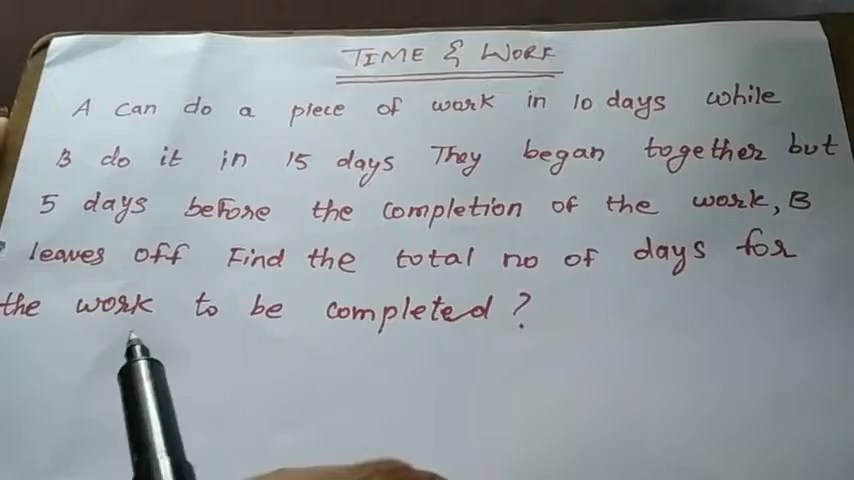 TIME & WORK
A can do a piece of work in 10 days while
B do it in 15 days They began together but
5 days before the completion of the work, B
leaves off Find the total no of days for
the work to be completed ?